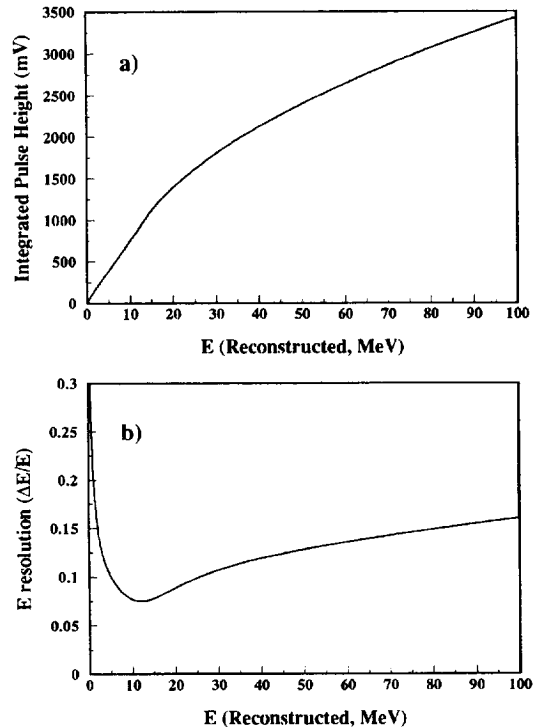 3500
3000
2500
2000
1500
1000
500
0
Integrated Pulse Height (mV)
a)
0 10 20 30 40 50 60 70 80 90 100
E (Reconstructed, MeV)
0.3
0.25
0.2
0.15
0.1
0.05
0
E resolution (ΔE/E)
b)
0 10 20 30 40 50 60 70 80 90 100
E (Reconstructed, MeV)